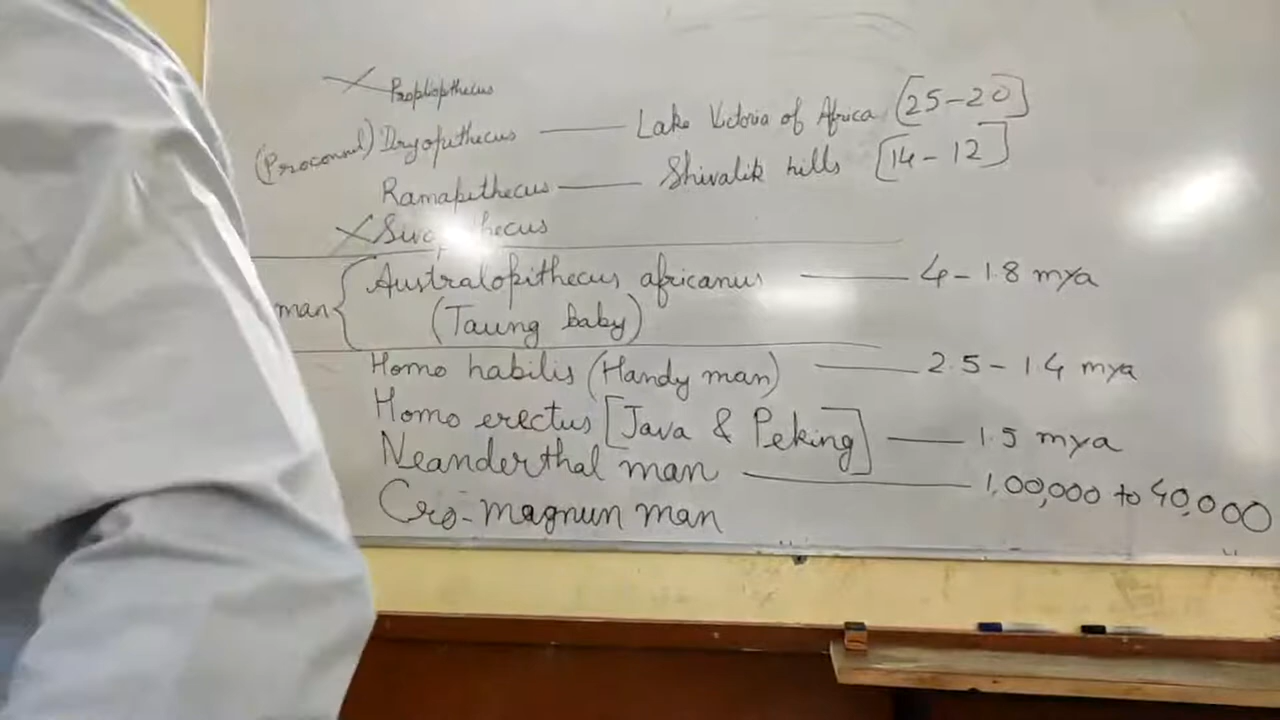 Propliopthecus
(Proconsul) Dryopithecus — Lake Victoria of Africa [25-20]
Ramapithecus — Shivalik hills [14-12]
man { Australopithecus africanus — 4-1.8 mya
(Taung baby)
Homo habilis (Handy man) — 2.5-1.4 mya
Homo erectus [Java & Peking] — 1.5 mya
Neanderthal man — 1,00,000 to 40,000
Cro-magnun man